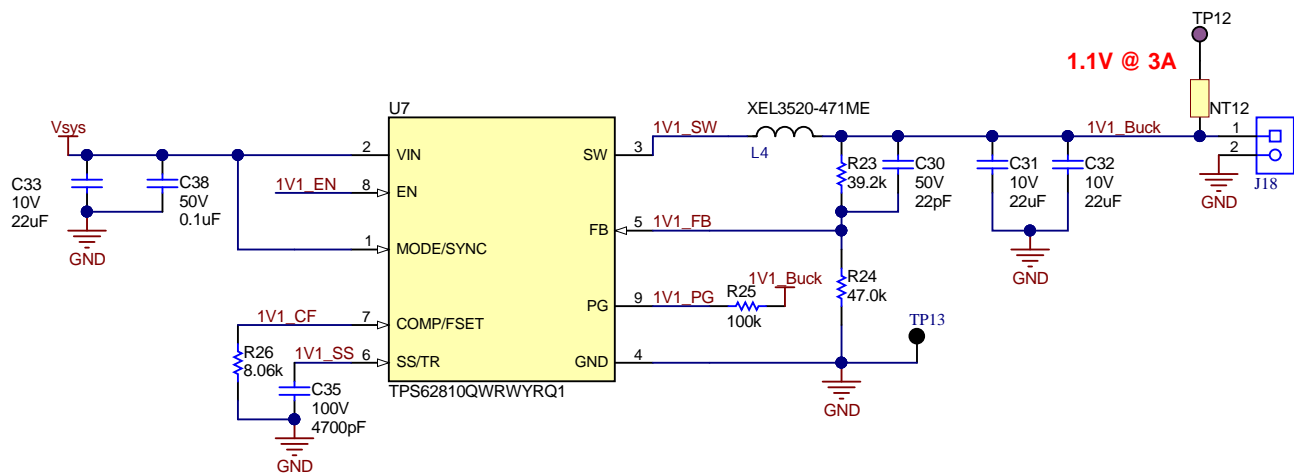 TP12
1.1V @ 3A
NT12
U7
XEL3520-471ME
Vsys
1V1_SW
L4
1V1_Buck
1
2
J18
GND
2
VIN
SW
3
C33
10V
22uF
C38
50V
0.1uF
1V1_EN
8
EN
R23
39.2k
C30
50V
22pF
C31
10V
22uF
C32
10V
22uF
GND
1
MODE/SYNC
FB
5
1V1_FB
GND
R24
47.0k
PG
9
1V1_PG
R25
100k
1V1_Buck
1V1_CF
7
COMP/FSET
TP13
R26
8.06k
1V1_SS
6
SS/TR
GND
4
C35
100V
4700pF
TPS62810QWRWYRQ1
GND
GND